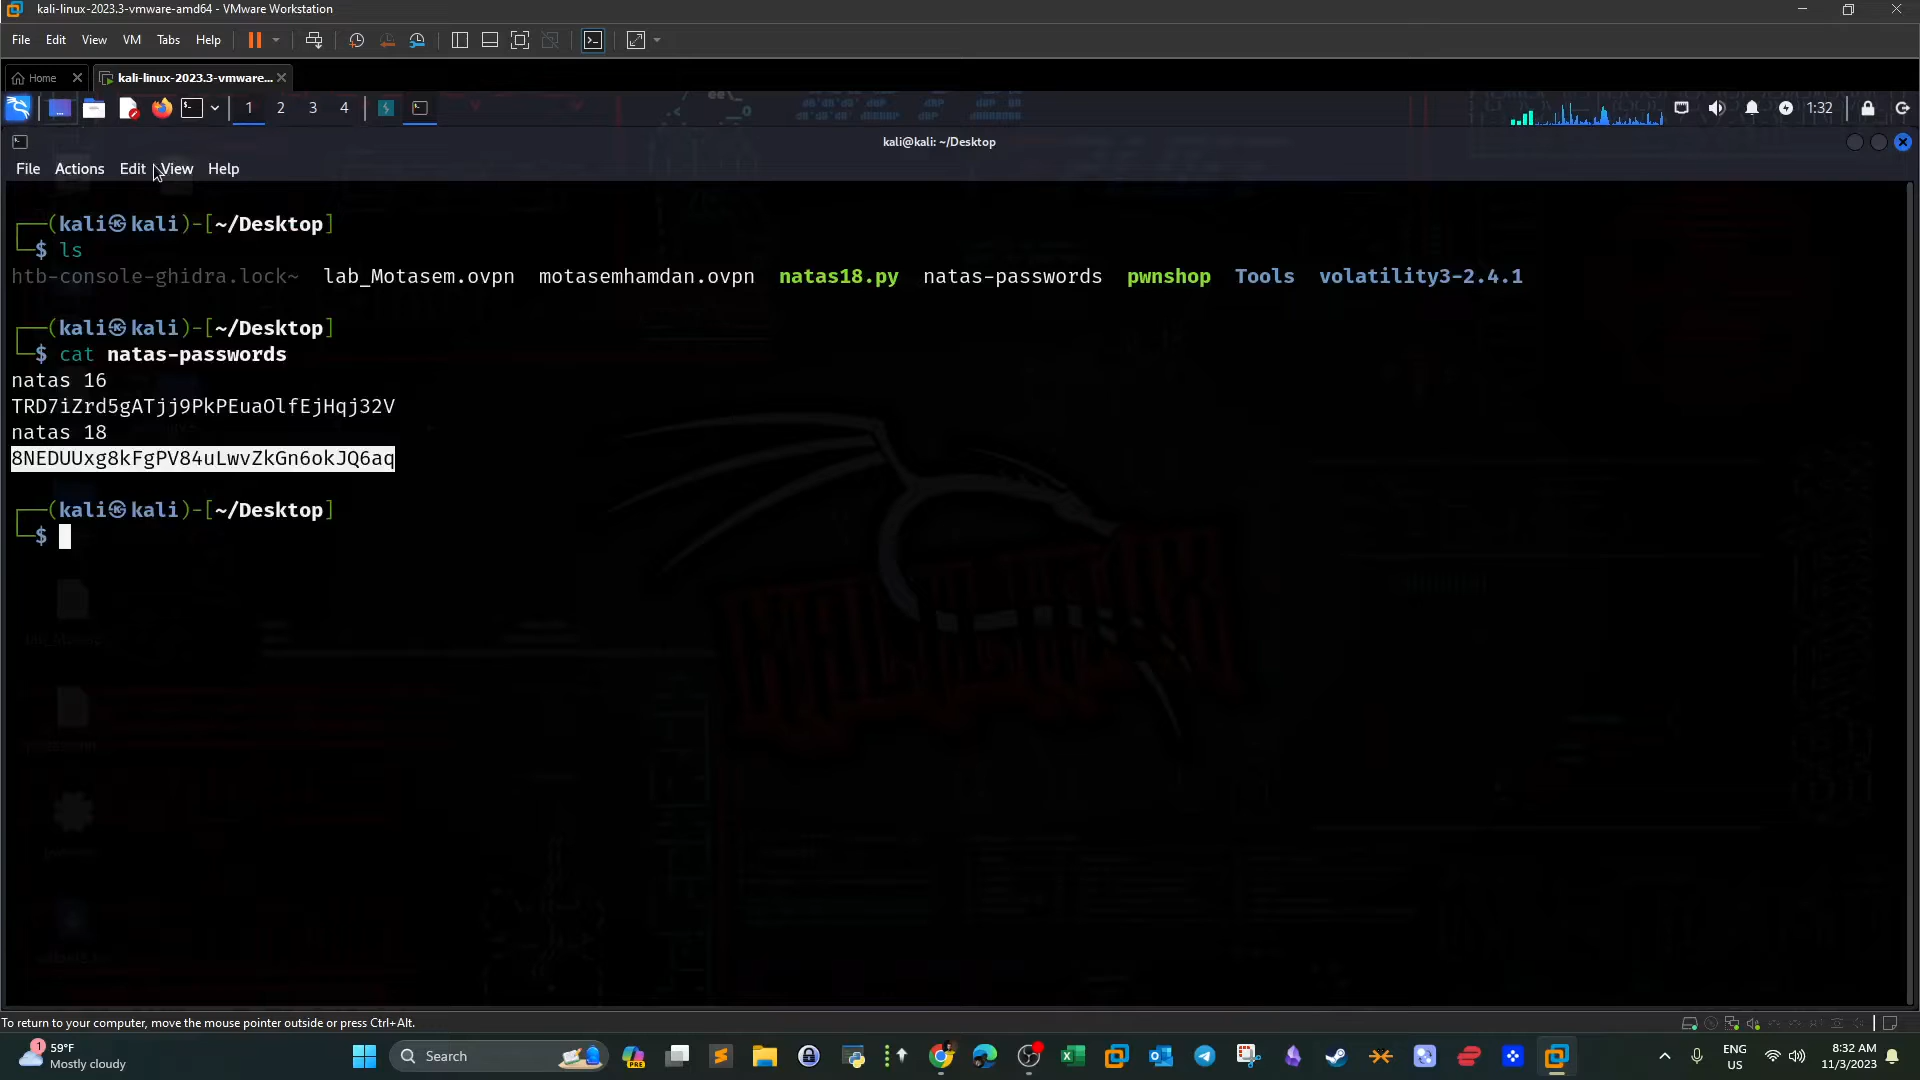 kali-linux-2023.3-vmware-amd64 - VMware Workstation
File Edit View VM Tabs Help
Home kali-linux-2023.3-vmware...
1 2 3 4 1:32
kali@kali: ~/Desktop
File Actions Edit View Help
┌──(kali㉿kali)-[~/Desktop]
└─$ ls
htb-console-ghidra.lock~ lab_Motasem.ovpn motasemhamdan.ovpn natas18.py natas-passwords pwnshop Tools volatility3-2.4.1
┌──(kali㉿kali)-[~/Desktop]
└─$ cat natas-passwords
natas 16
TRD7iZrd5gATjj9PkPEuaOlfEjHqj32V
natas 18
8NEDUUxg8kFgPV84uLwvZkGn6okJQ6aq
┌──(kali㉿kali)-[~/Desktop]
└─$
To return to your computer, move the mouse pointer outside or press Ctrl+Alt.
1 59°F
Mostly cloudy
Search
PRE
ENG
US
8:32 AM
11/3/2023